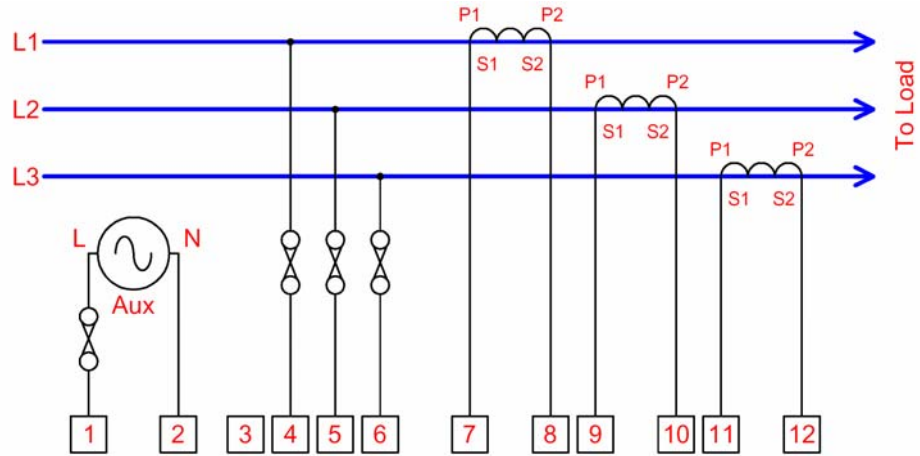 P1 P2
L1
S1 S2
P1 P2
L2
S1 S2
P1 P2
L3
S1 S2
To Load
L N
Aux
1 2 3 4 5 6 7 8 9 10 11 12